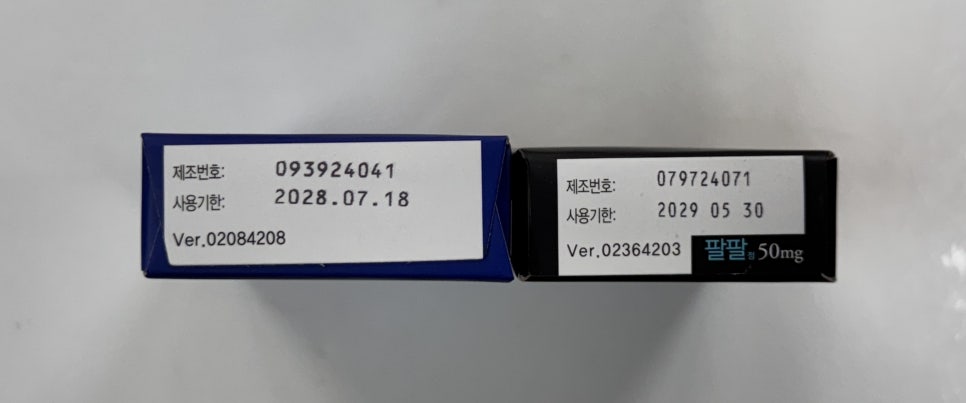 제조번호: 093924041
사용기한: 2028.07.18
Ver.02084208
제조번호: 079724071
사용기한: 2029 05 30
Ver.02364203 팔팔정 50mg